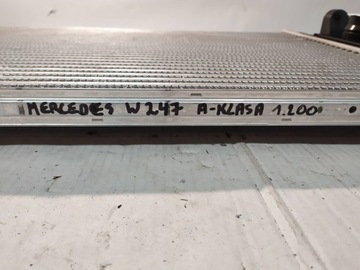 MERCEDES W247 A-KLASA 1.200